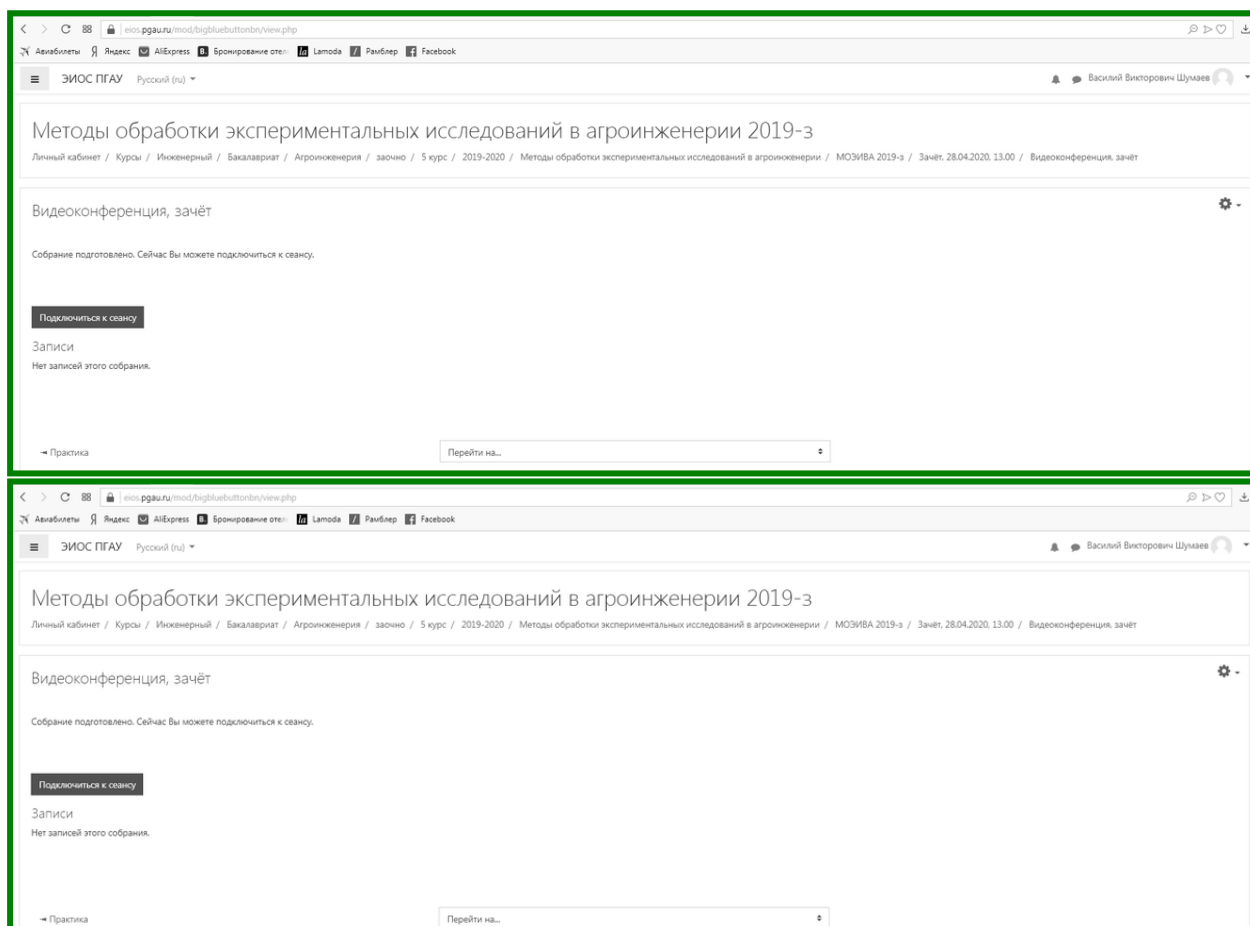 eios.pgau.ru/mod/bigbluebuttonbn/view.php
Авиабилеты Яндекс AliExpress Бронирование отел Lamoda Рамблер Facebook
ЭИОС ПГАУ Русский (ru) Василий Викторович Шумаев
Методы обработки экспериментальных исследований в агроинженерии 2019-з
Личный кабинет / Курсы / Инженерный / Бакалавриат / Агроинженерия / заочно / 5 курс / 2019-2020 / Методы обработки экспериментальных исследований в агроинженерии / МОЭИВА 2019-з / Зачёт, 28.04.2020, 13.00 / Видеоконференция, зачёт
Видеоконференция, зачёт
Собрание подготовлено. Сейчас Вы можете подключиться к сеансу.
Подключиться к сеансу
Записи
Нет записей этого собрания.
◄ Практика Перейти на...
eios.pgau.ru/mod/bigbluebuttonbn/view.php
Авиабилеты Яндекс AliExpress Бронирование отел Lamoda Рамблер Facebook
ЭИОС ПГАУ Русский (ru) Василий Викторович Шумаев
Методы обработки экспериментальных исследований в агроинженерии 2019-з
Личный кабинет / Курсы / Инженерный / Бакалавриат / Агроинженерия / заочно / 5 курс / 2019-2020 / Методы обработки экспериментальных исследований в агроинженерии / МОЭИВА 2019-з / Зачёт, 28.04.2020, 13.00 / Видеоконференция, зачёт
Видеоконференция, зачёт
Собрание подготовлено. Сейчас Вы можете подключиться к сеансу.
Подключиться к сеансу
Записи
Нет записей этого собрания.
◄ Практика Перейти на...